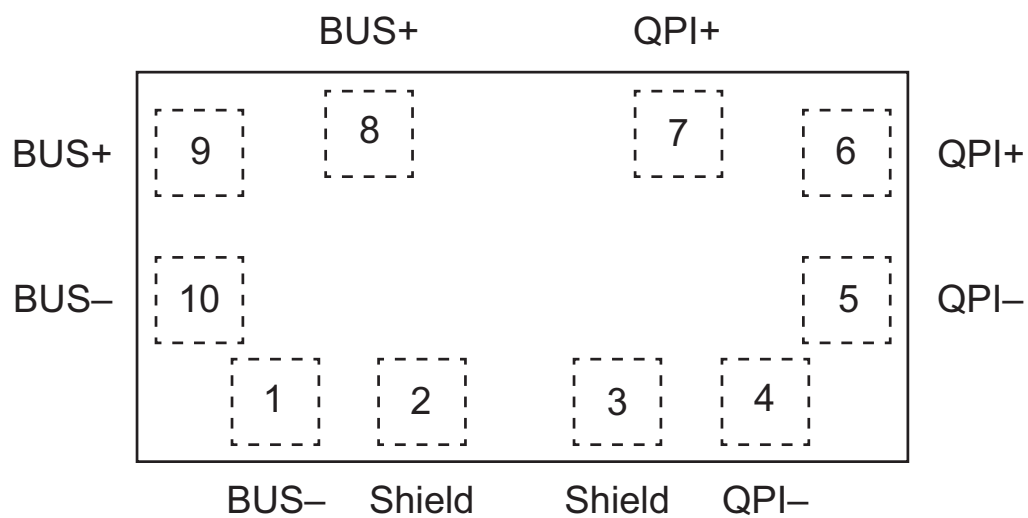 BUS+ QPI+
8 7
BUS+ 9 6 QPI+
BUS– 10 5 QPI–
1 2 3 4
BUS– Shield Shield QPI–